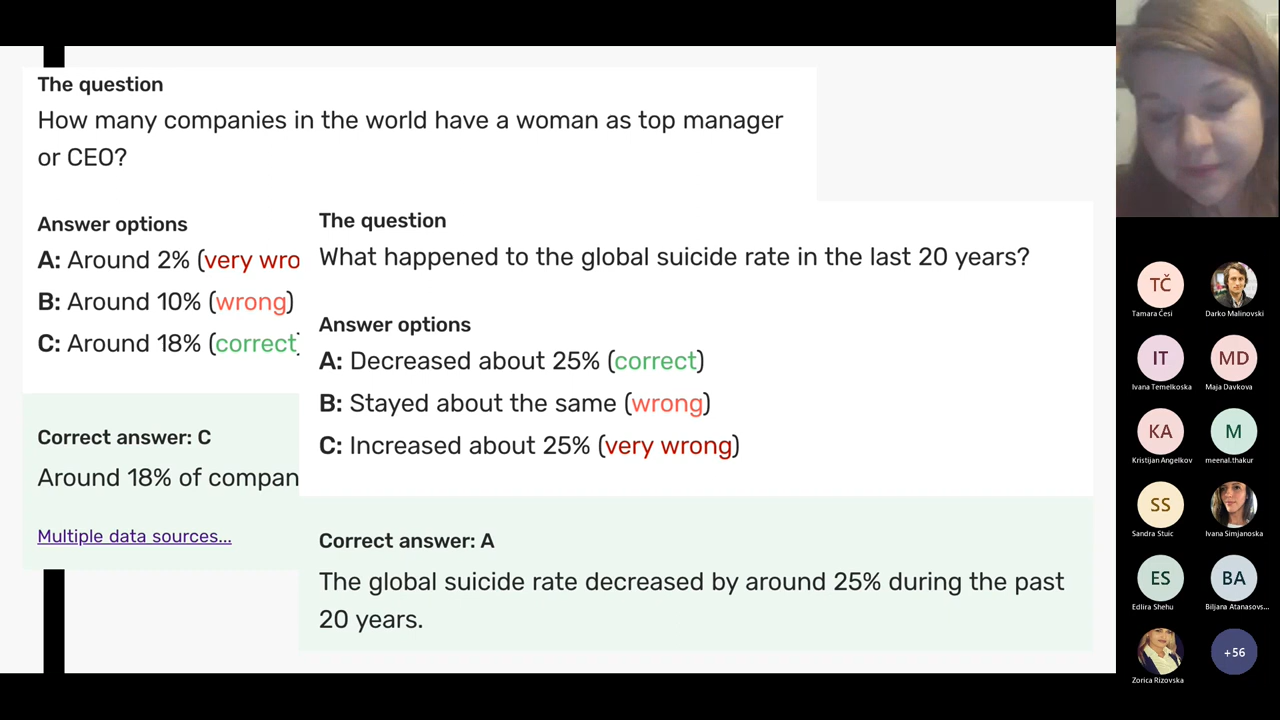 The question
How many companies in the world have a woman as top manager
or CEO?
Answer options
A: Around 2% (very wro
B: Around 10% (wrong)
C: Around 18% (correct)
Correct answer: C
Around 18% of compan
Multiple data sources...
The question
What happened to the global suicide rate in the last 20 years?
Answer options
A: Decreased about 25% (correct)
B: Stayed about the same (wrong)
C: Increased about 25% (very wrong)
Correct answer: A
The global suicide rate decreased by around 25% during the past
20 years.
TČ
Tamara Česi
Darko Malinovski
IT
Ivana Temelkoska
MD
Maja Davkova
KA
Kristijan Angelkov
M
meenal.thakur
SS
Sandra Stuic
Ivana Simjanoska
ES
Edlira Shehu
BA
Biljana Atanasovs...
Zorica Rizovska
+56